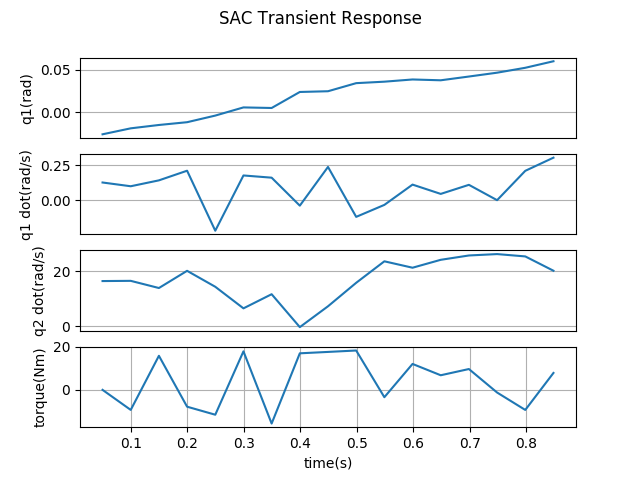 SAC Transient Response
q1(rad)
0.05
0.00
q1 dot(rad/s)
0.25
0.00
q2 dot(rad/s)
20
0
torque(Nm)
20
0
0.1 0.2 0.3 0.4 0.5 0.6 0.7 0.8
time(s)